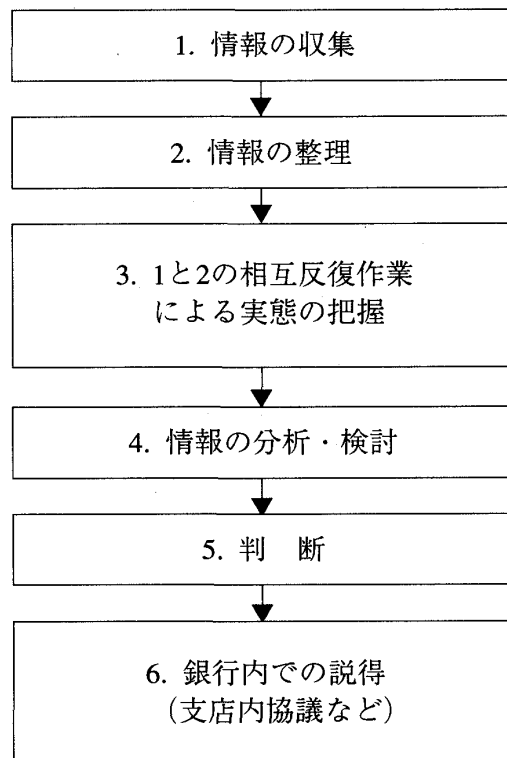 1. 情報の収集
2. 情報の整理
3. 1と2の相互反復作業
による実態の把握
4. 情報の分析・検討
5. 判　断
6. 銀行内での説得
（支店内協議など）